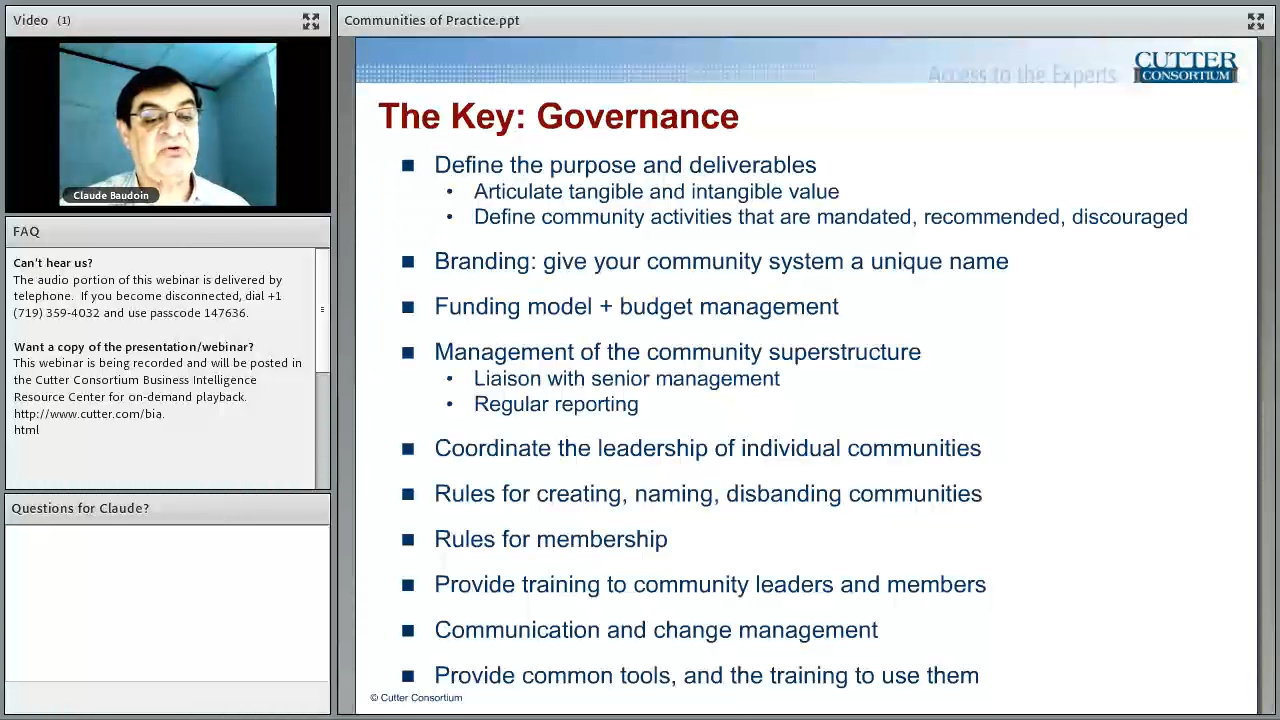 Video (1)
Claude Baudoin
FAQ
Can't hear us?
The audio portion of this webinar is delivered by
telephone. If you become disconnected, dial +1
(719) 359-4032 and use passcode 147636.
Want a copy of the presentation/webinar?
This webinar is being recorded and will be posted in
the Cutter Consortium Business Intelligence
Resource Center for on-demand playback.
http://www.cutter.com/bia.
html
Questions for Claude?
Communities of Practice.ppt
Access to the Experts
CUTTER
CONSORTIUM
The Key: Governance
■ Define the purpose and deliverables
• Articulate tangible and intangible value
• Define community activities that are mandated, recommended, discouraged
■ Branding: give your community system a unique name
■ Funding model + budget management
■ Management of the community superstructure
• Liaison with senior management
• Regular reporting
■ Coordinate the leadership of individual communities
■ Rules for creating, naming, disbanding communities
■ Rules for membership
■ Provide training to community leaders and members
■ Communication and change management
■ Provide common tools, and the training to use them
© Cutter Consortium